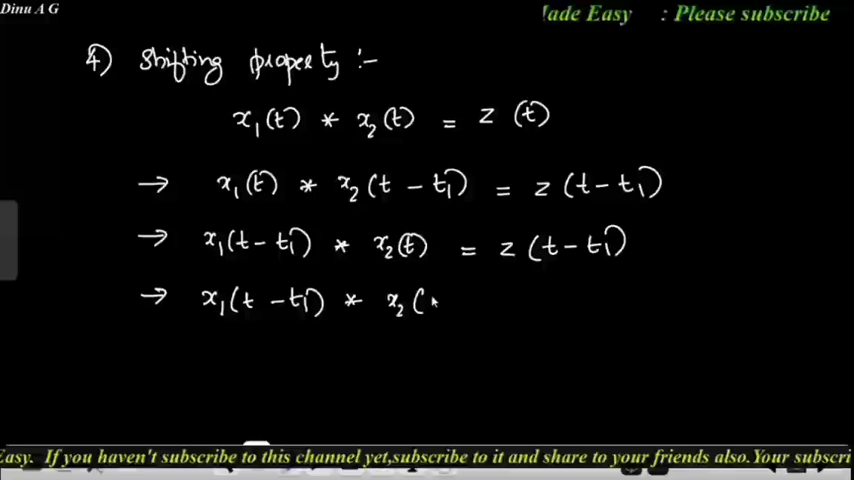 Dinu A G
Made Easy : Please subscribe
4) Shifting property :-
x₁(t) * x₂(t) = z (t)
→ x₁(t) * x₂(t - t₁) = z (t - t₁)
→ x₁(t - t₁) * x₂(t) = z (t - t₁)
→ x₁(t - t₁) * x₂(
Easy. If you haven't subscribe to this channel yet,subscribe to it and share to your friends also.Your subscri